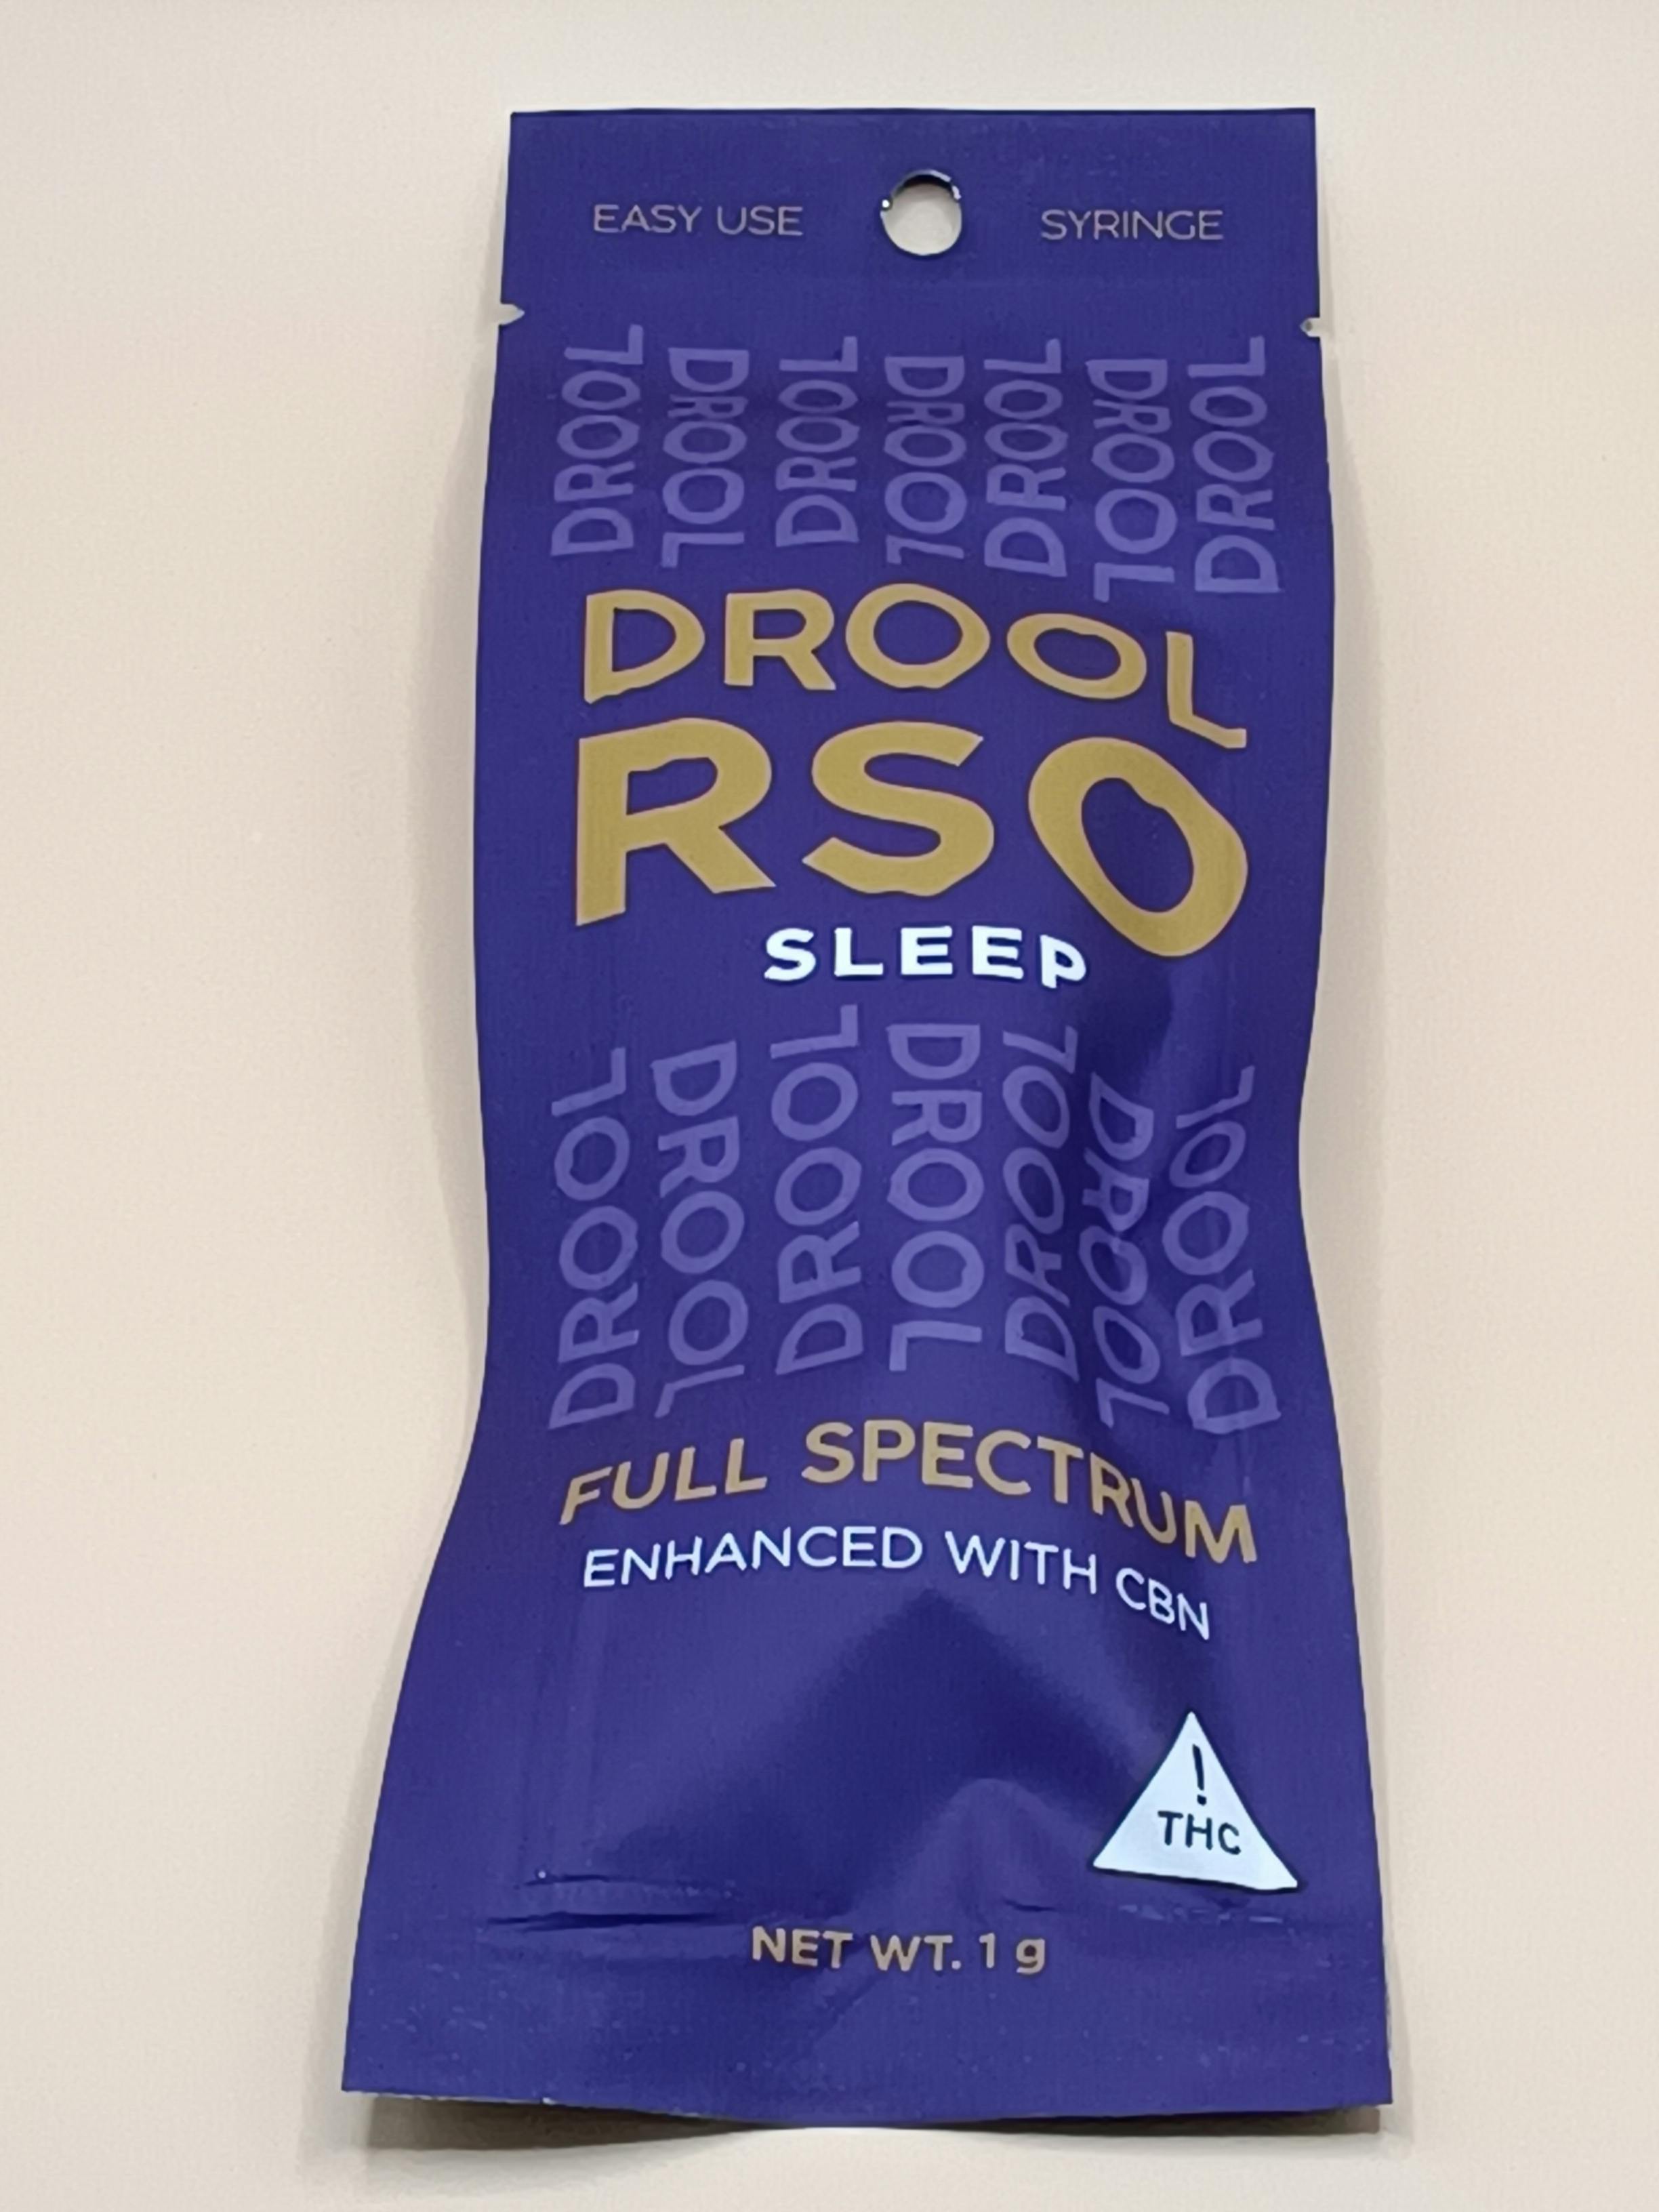 EASY USE SYRINGE
DROOL DROOL DROOL DROOL DROOL DROOL DROOL
DROOL
RSO
SLEEP
DROOL DROOL DROOL DROOL DROOL DROOL DROOL
FULL SPECTRUM
ENHANCED WITH CBN
!
THC
NET WT. 1 g